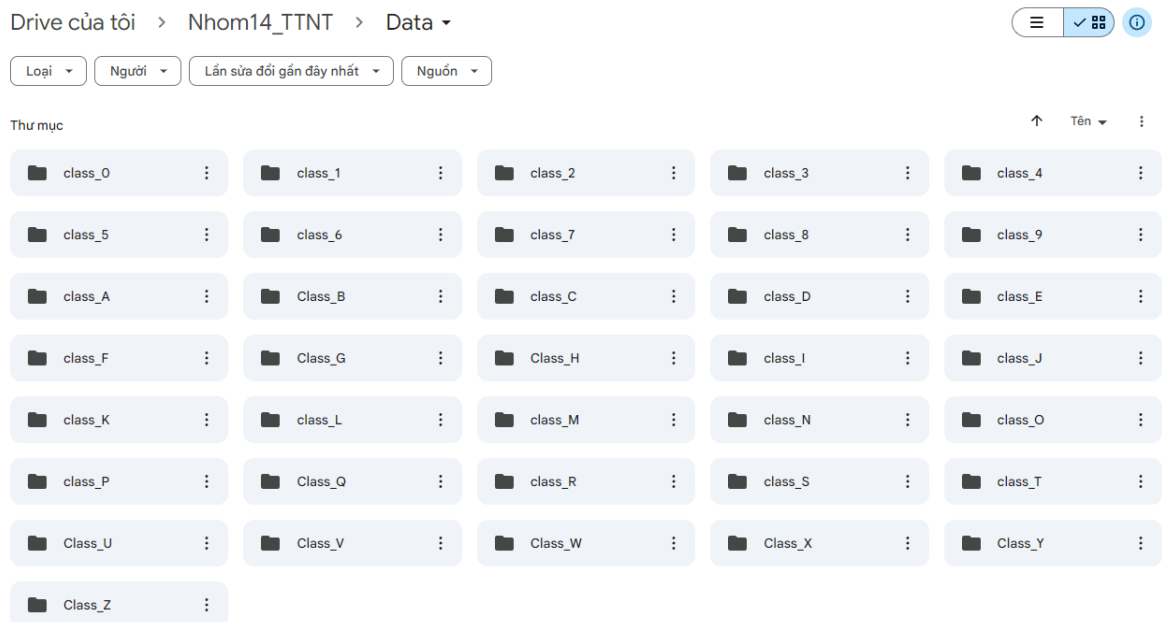 Drive của tôi > Nhom14_TTNT > Data
Loại Người Lần sửa đổi gần đây nhất Nguồn
Thư mục Tên
class_0 class_1 class_2 class_3 class_4
class_5 class_6 class_7 class_8 class_9
class_A Class_B class_C class_D class_E
class_F Class_G Class_H class_I class_J
class_K class_L class_M class_N class_O
class_P Class_Q class_R class_S class_T
Class_U Class_V Class_W Class_X Class_Y
Class_Z